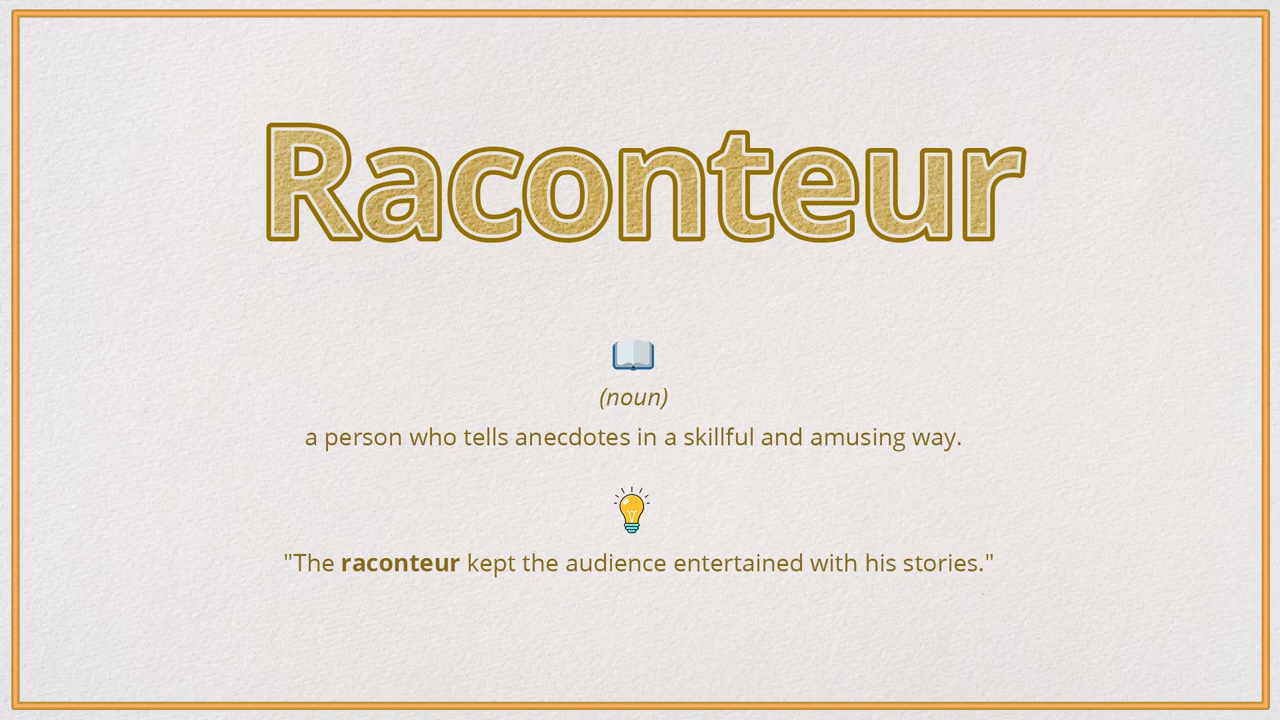 Raconteur
(noun)
a person who tells anecdotes in a skillful and amusing way.
"The raconteur kept the audience entertained with his stories."